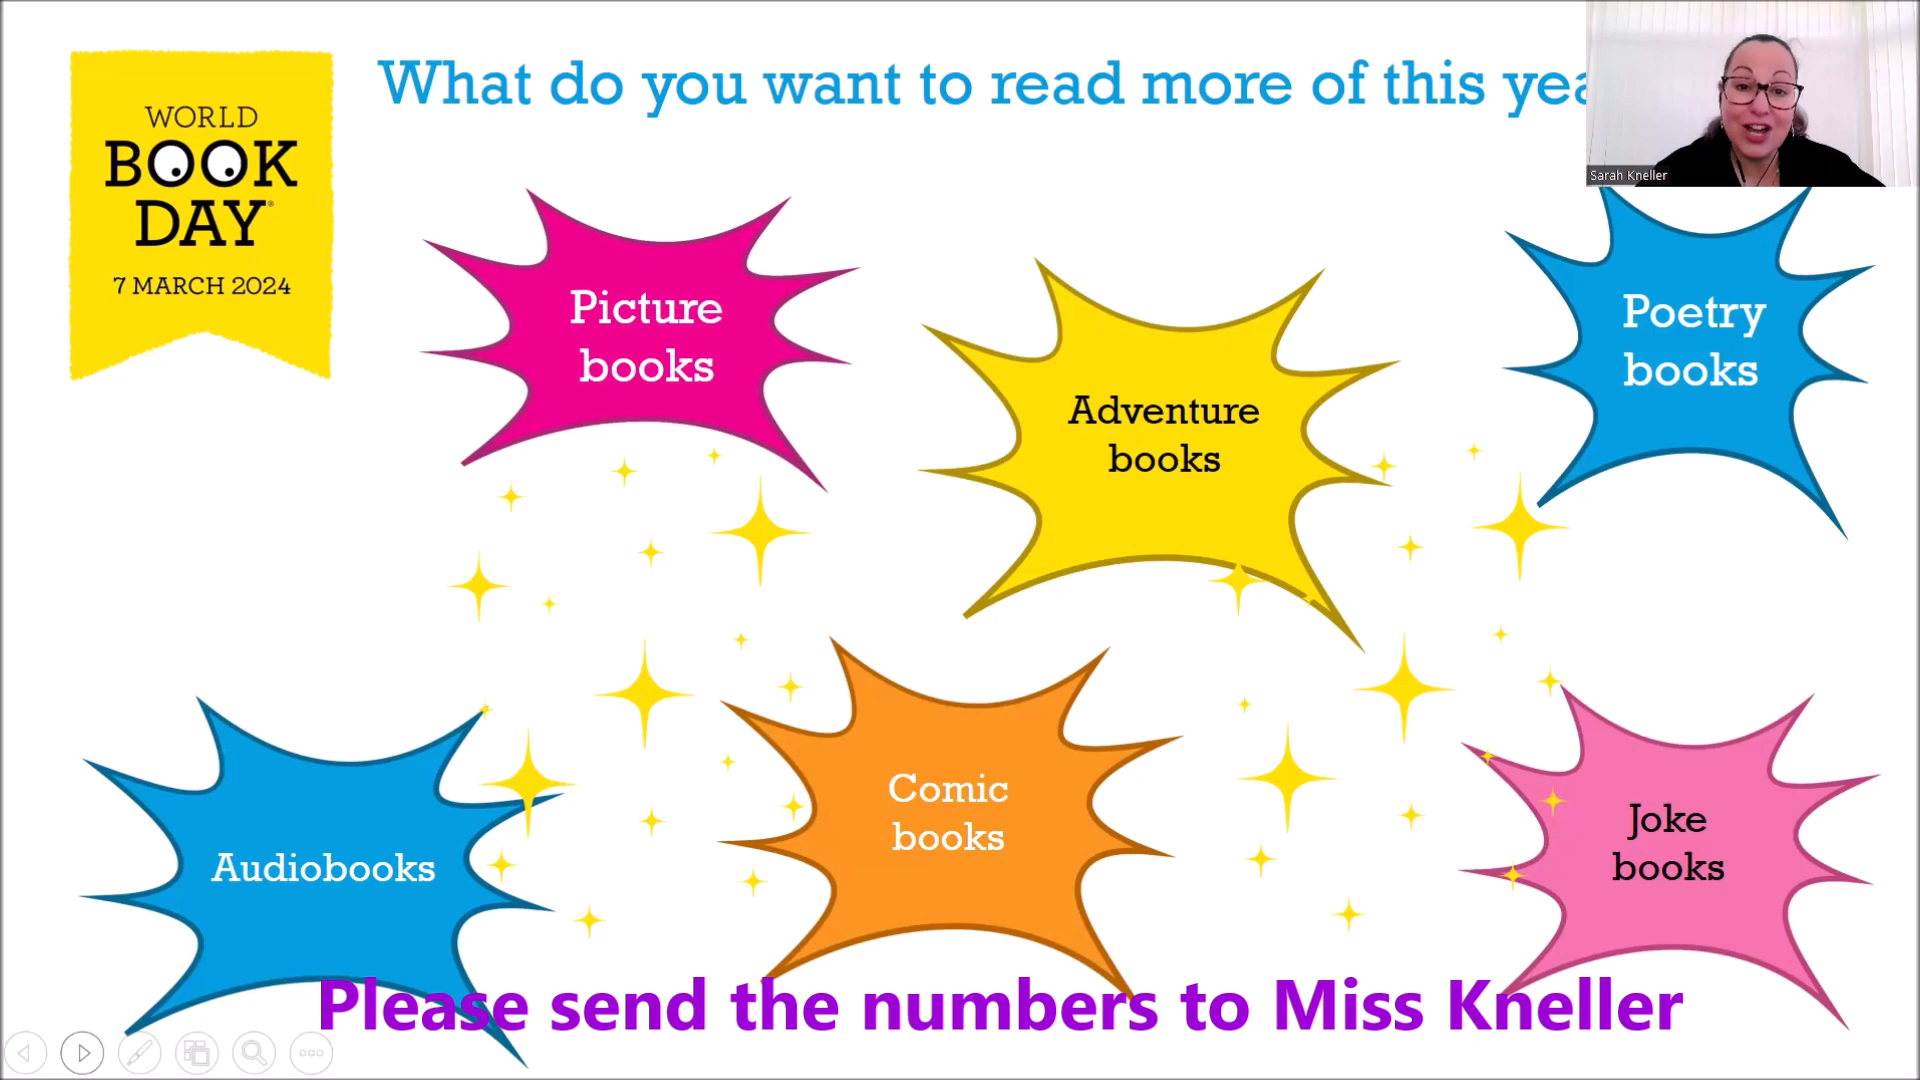 What do you want to read more of this yea
WORLD
BOOK
DAY®
7 MARCH 2024
Sarah Kneller
Picture
books
Adventure
books
Poetry
books
Audiobooks
Comic
books
Joke
books
Please send the numbers to Miss Kneller